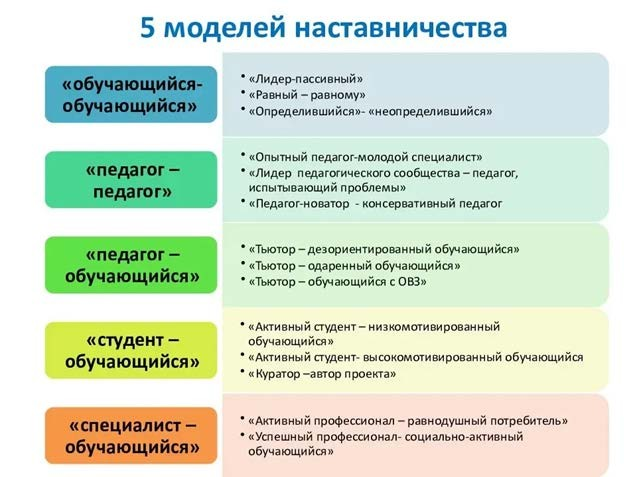 5 моделей наставничества
«обучающийся-
обучающийся»
• «Лидер-пассивный»
• «Равный – равному»
• «Определившийся»- «неопределившийся»
«педагог –
педагог»
• «Опытный педагог-молодой специалист»
• «Лидер педагогического сообщества – педагог,
испытывающий проблемы»
• «Педагог-новатор - консервативный педагог
«педагог –
обучающийся»
• «Тьютор – дезориентированный обучающийся»
• «Тьютор – одаренный обучающийся»
• «Тьютор – обучающийся с ОВЗ»
«студент –
обучающийся»
• «Активный студент – низкомотивированный
обучающийся»
• «Активный студент- высокомотивированный обучающийся
• «Куратор –автор проекта»
«специалист –
обучающийся»
• «Активный профессионал – равнодушный потребитель»
• «Успешный профессионал- социально-активный
обучающийся»